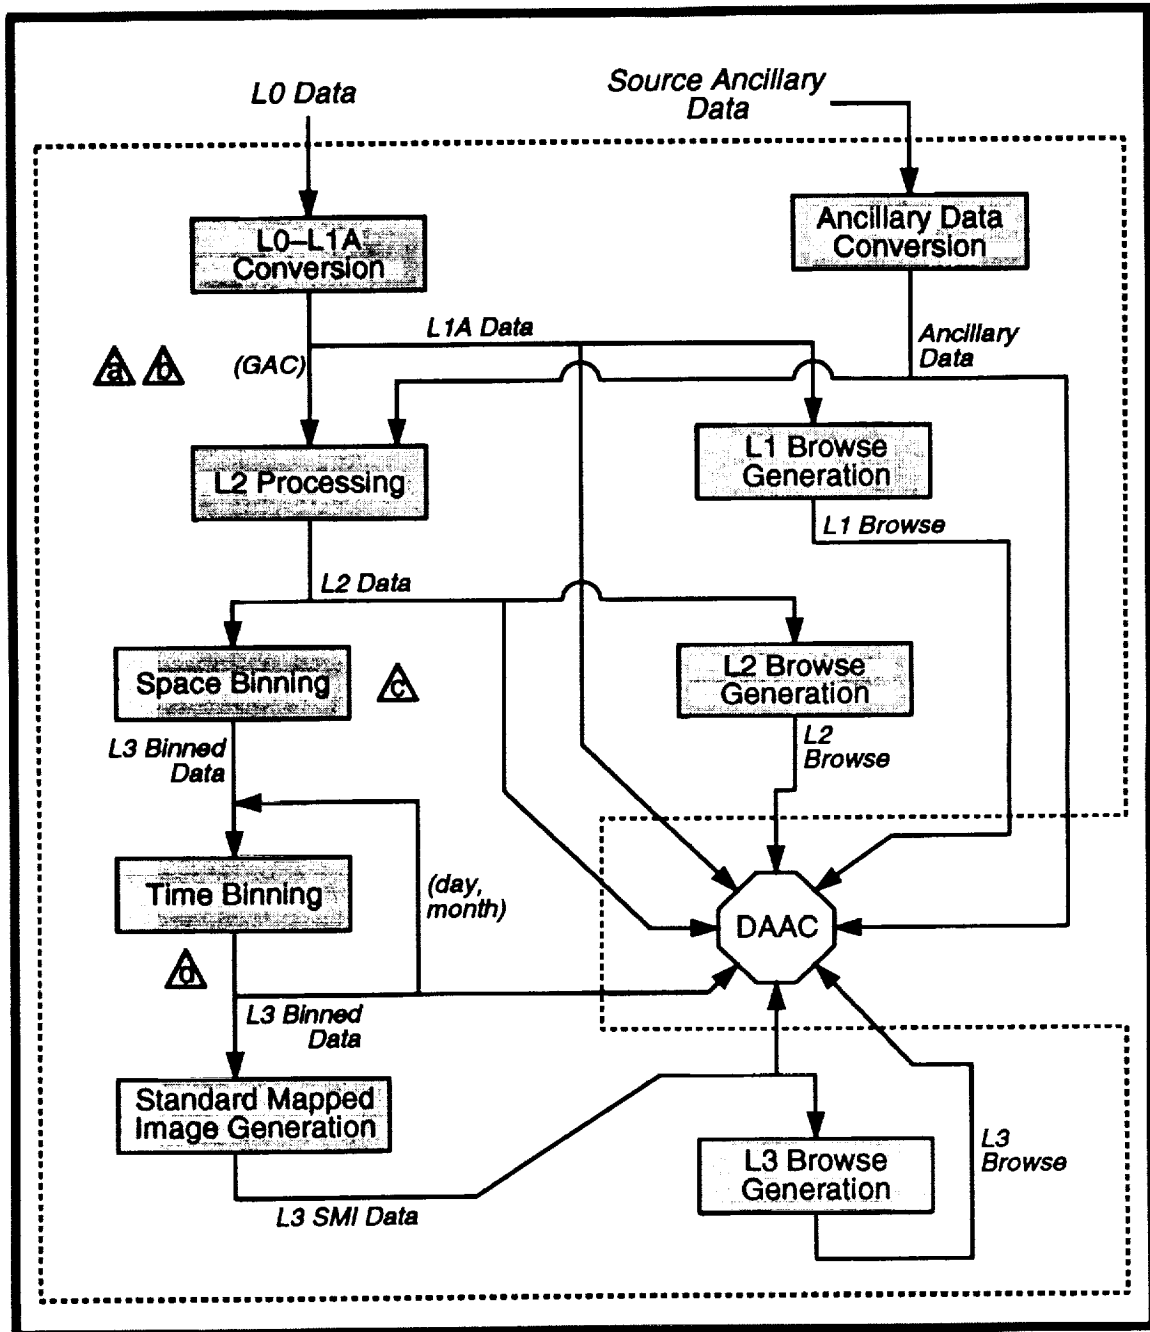 L0 Data
Source Ancillary
Data
L0–L1A
Conversion
Ancillary Data
Conversion
L1A Data
Ancillary
Data
a
b
(GAC)
L1 Browse
Generation
L2 Processing
L1 Browse
L2 Data
Space Binning
c
L2 Browse
Generation
L3 Binned
Data
L2
Browse
Time Binning
(day,
month)
DAAC
d
L3 Binned
Data
Standard Mapped
Image Generation
L3 Browse
Generation
L3
Browse
L3 SMI Data